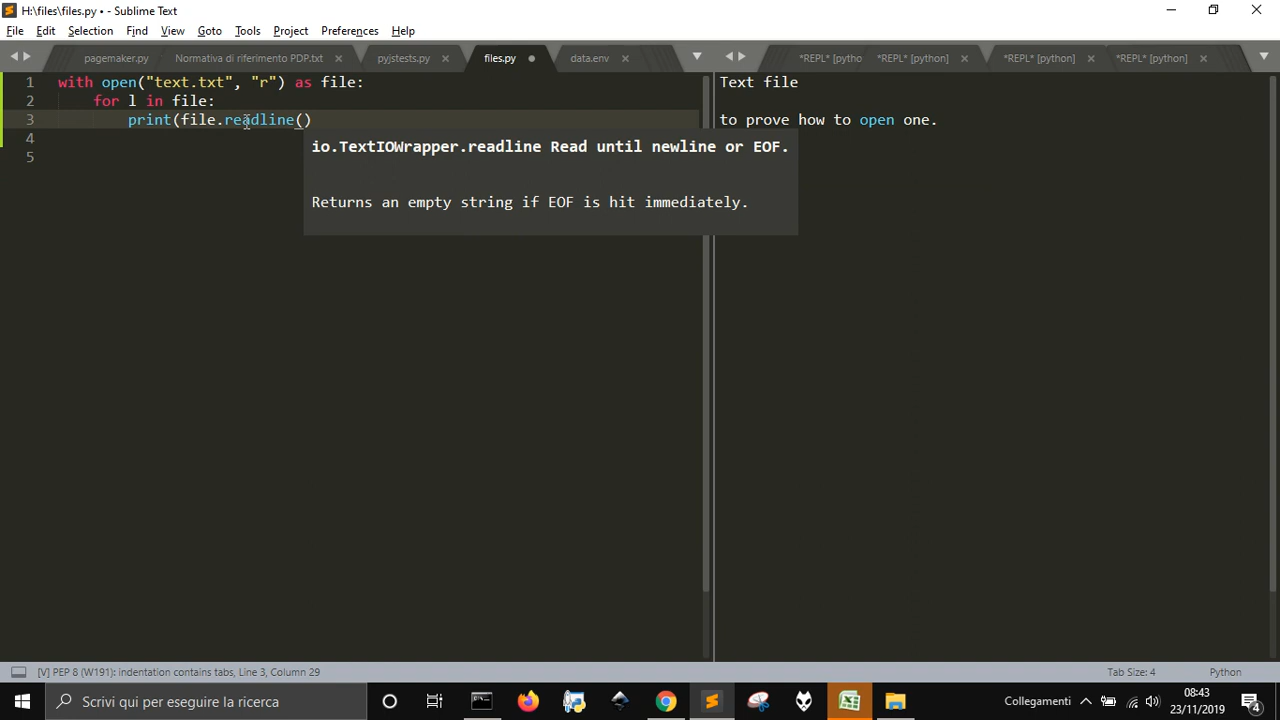 H:\files\files.py • - Sublime Text
File Edit Selection Find View Goto Tools Project Preferences Help
pagemaker.py Normativa di riferimento PDP.txt pyjstests.py files.py data.env
*REPL* [pytho *REPL* [python] *REPL* [python] *REPL* [python]
1 with open("text.txt", "r") as file:
2 for l in file:
3 print(file.readline()
4
5
io.TextIOWrapper.readline Read until newline or EOF.
Returns an empty string if EOF is hit immediately.
Text file
to prove how to open one.
[V] PEP 8 (W191): indentation contains tabs, Line 3, Column 29
Tab Size: 4
Python
Scrivi qui per eseguire la ricerca
Collegamenti
08:43
23/11/2019
4